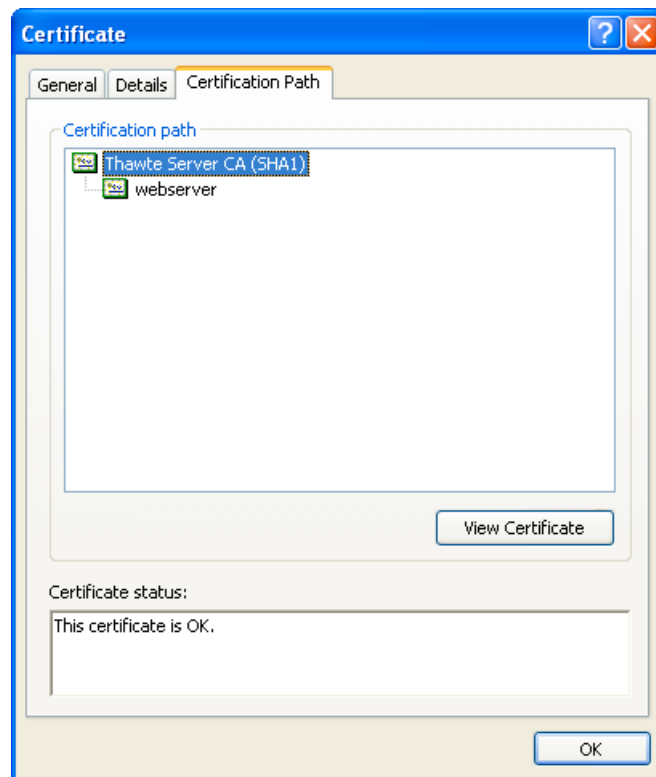 Certificate
General
Details
Certification Path
Certification path
Thawte Server CA (SHA1)
webserver
View Certificate
Certificate status:
This certificate is OK.
OK